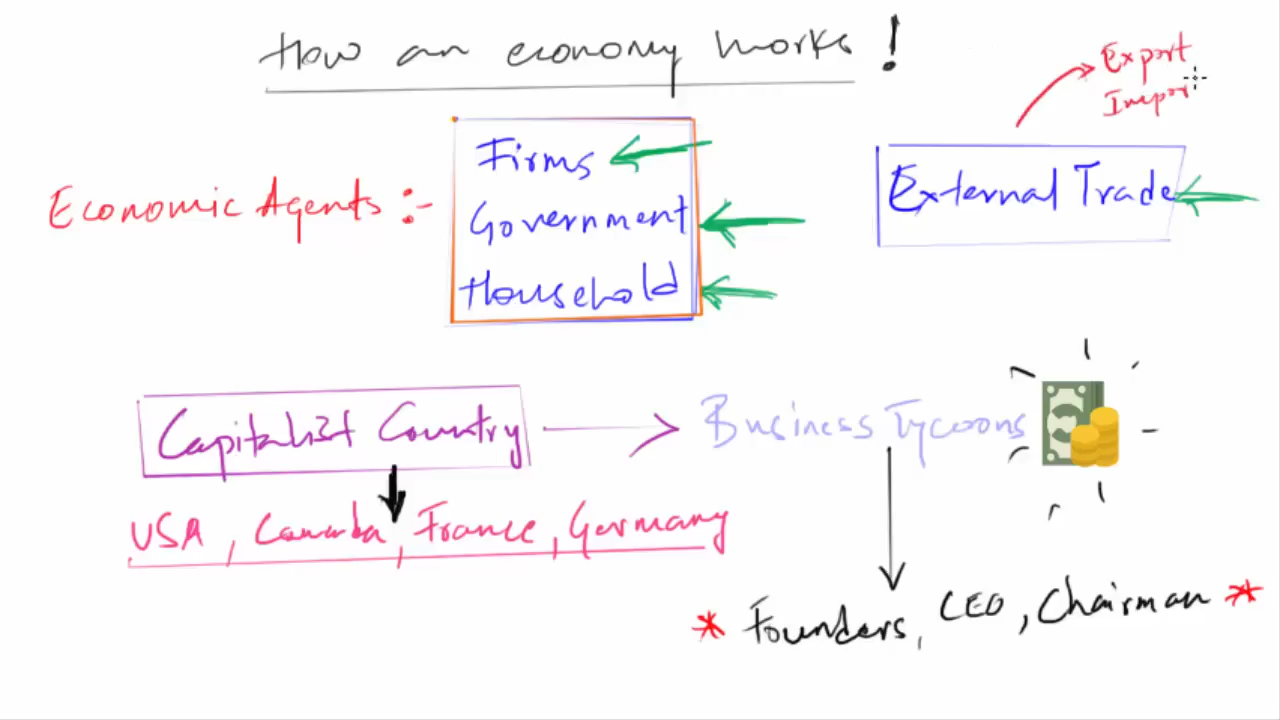 How an economy works!
Export
Impor
Economic Agents :-
Firms
Government
Household
External Trade
Capitalist Country
Business Tycoons
USA, Canada, France, Germany
* Founders, CEO, Chairman *